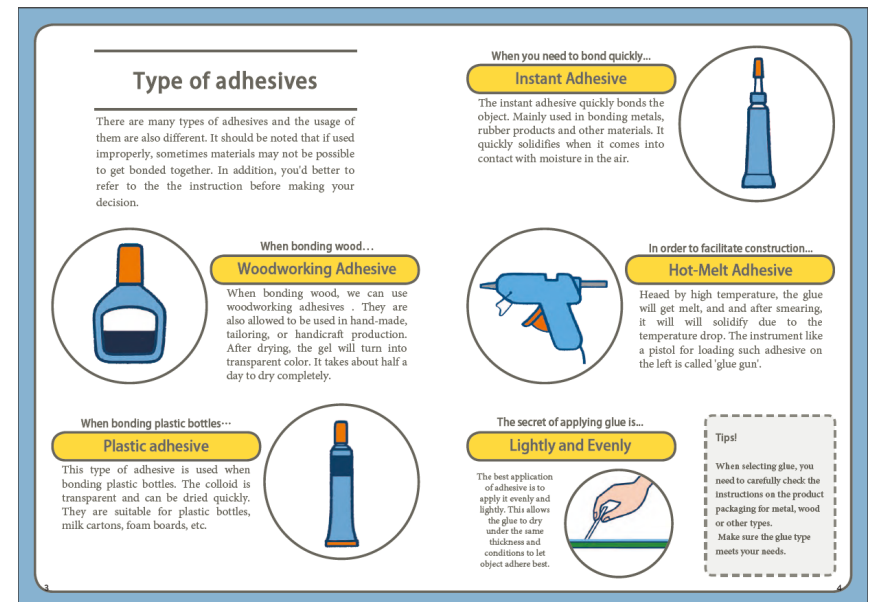 Type of adhesives
There are many types of adhesives and the usage of
them are also different. It should be noted that if used
improperly, sometimes materials may not be possible
to get bonded together. In addition, you'd better to
refer to the the instruction before making your
decision.
When bonding wood…
Woodworking Adhesive
When bonding wood, we can use
woodworking adhesives . They are
also allowed to be used in hand-made,
tailoring, or handicraft production.
After drying, the gel will turn into
transparent color. It takes about half a
day to dry completely.
When bonding plastic bottles…
Plastic adhesive
This type of adhesive is used when
bonding plastic bottles. The colloid is
transparent and can be dried quickly.
They are suitable for plastic bottles,
milk cartons, foam boards, etc.
3
When you need to bond quickly...
Instant Adhesive
The instant adhesive quickly bonds the
object. Mainly used in bonding metals,
rubber products and other materials. It
quickly solidifies when it comes into
contact with moisture in the air.
In order to facilitate construction...
Hot-Melt Adhesive
Heaed by high temperature, the glue
will get melt, and and after smearing,
it will will solidify due to the
temperature drop. The instrument like
a pistol for loading such adhesive on
the left is called 'glue gun'.
The secret of applying glue is...
Lightly and Evenly
The best application
of adhesive is to
apply it evenly and
lightly. This allows
the glue to dry
under the same
thickness and
conditions to let
object adhere best.
Tips!
When selecting glue, you
need to carefully check the
instructions on the product
packaging for metal, wood
or other types.
Make sure the glue type
meets your needs.
4